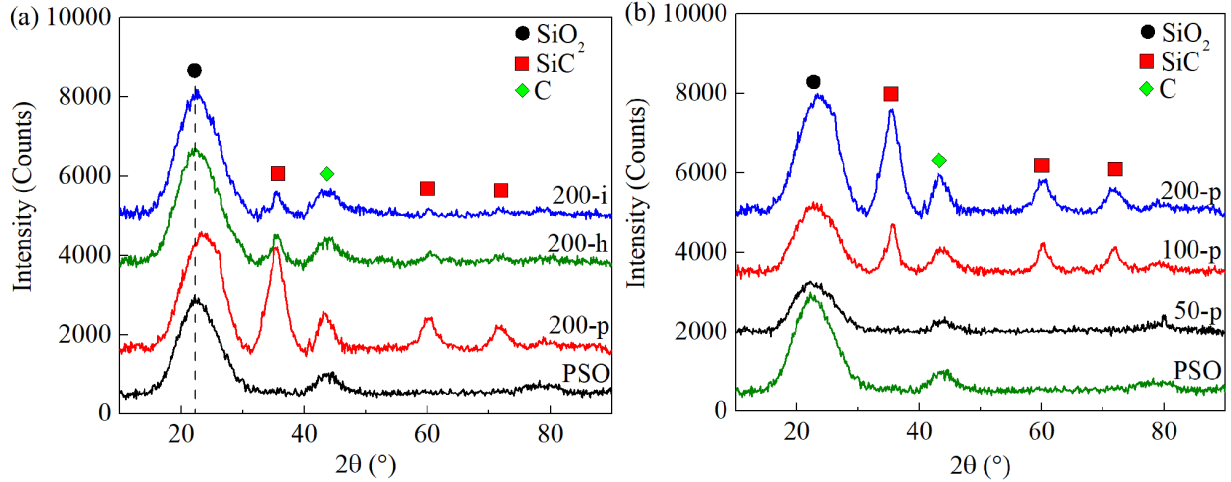 (a)
10000
8000
6000
4000
2000
0
Intensity (Counts)
SiO₂
SiC
C
200-i
200-h
200-p
PSO
20
40
60
80
2θ (°)
(b)
10000
8000
6000
4000
2000
0
Intensity (Counts)
SiO₂
SiC
C
200-p
100-p
50-p
PSO
20
40
60
80
2θ (°)